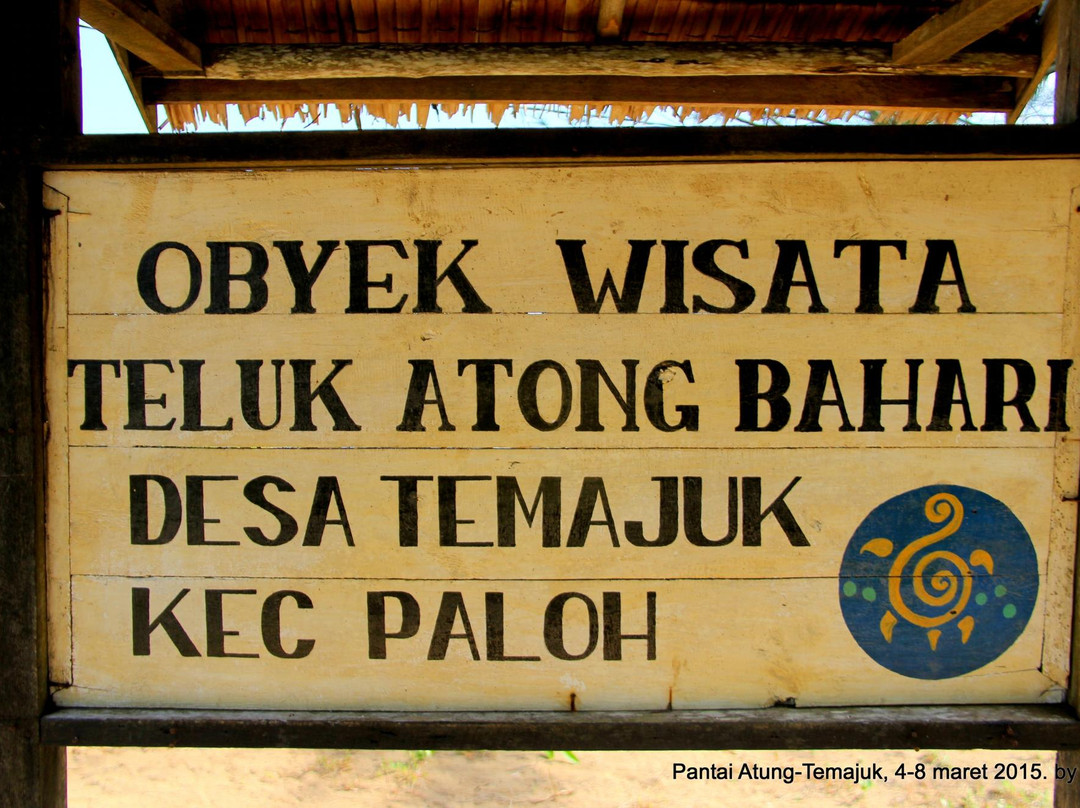 OBYEK WISATA
TELUK ATONG BAHARI
DESA TEMAJUK
KEC PALOH
Pantai Atung-Temajuk, 4-8 maret 2015. by